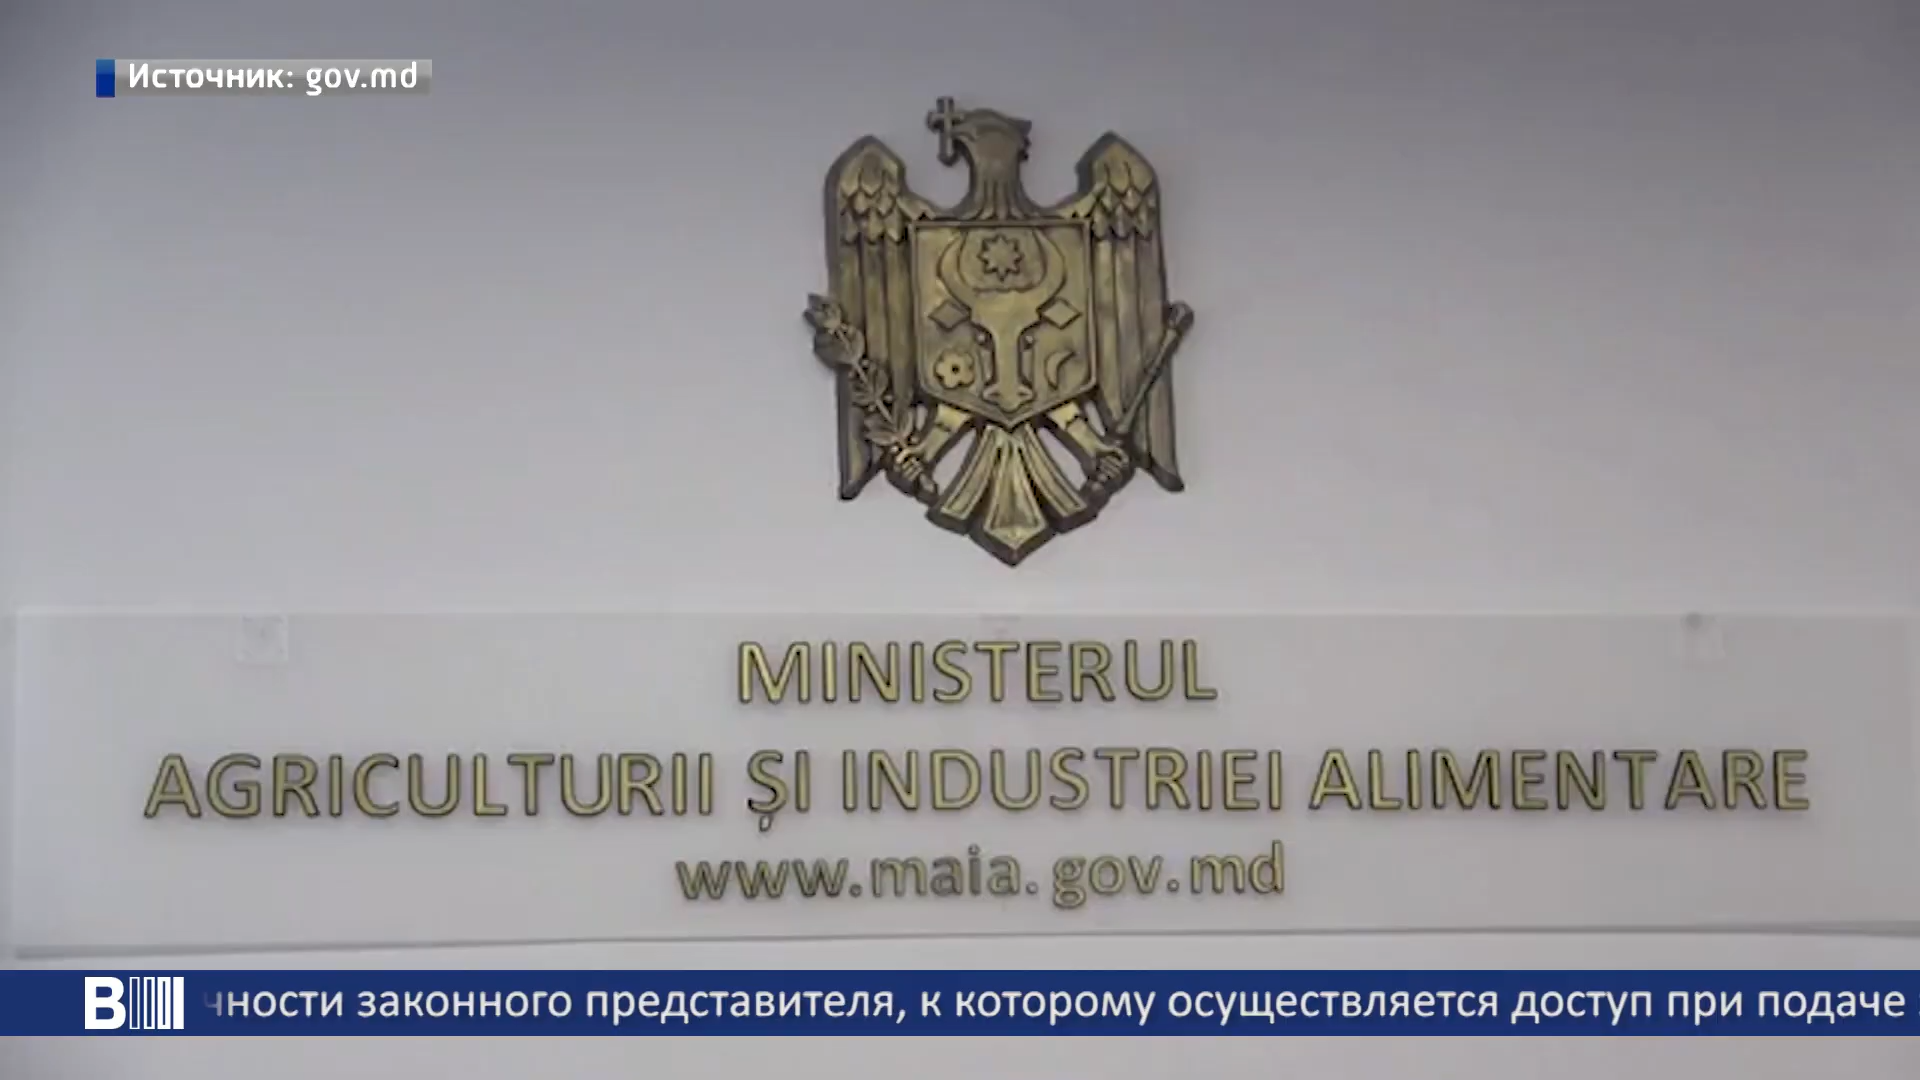 Источник: gov.md
MINISTERUL
AGRICULTURII ȘI INDUSTRIEI ALIMENTARE
www.maia.gov.md
чности законного представителя, к которому осуществляется доступ при подаче